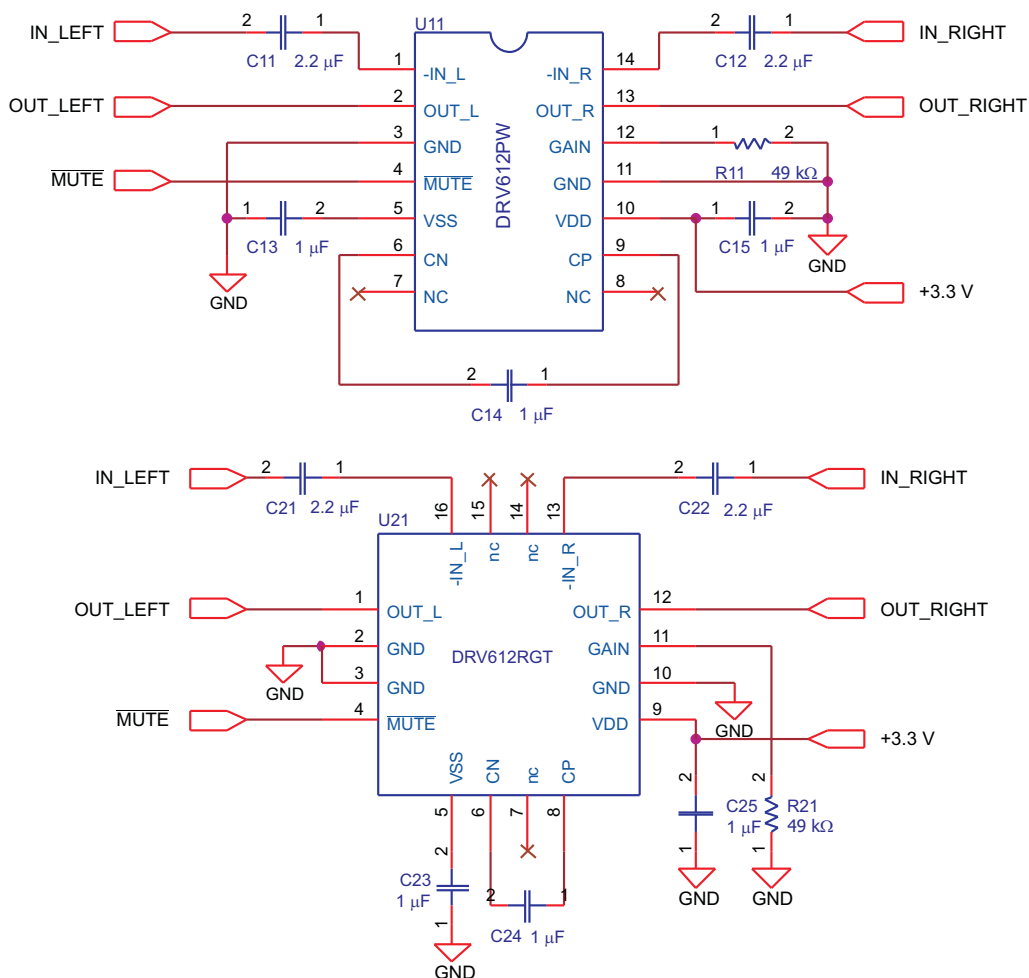 U11
IN_LEFT 2 1 2 1 IN_RIGHT
C11 2.2 µF 1 -IN_L -IN_R 14 C12 2.2 µF
OUT_LEFT 2 OUT_L OUT_R 13 OUT_RIGHT
3 GND GAIN 12 1 2
R11 49 kΩ
MUTE 4 MUTE GND 11
DRV612PW
1 2 5 VSS VDD 10 1 2
C13 1 µF C15 1 µF
6 CN CP 9
GND GND
7 NC NC 8 +3.3 V
2 1
C14 1 µF
IN_LEFT 2 1 2 1 IN_RIGHT
C21 2.2 µF 16 15 14 13 C22 2.2 µF
U21
-IN_L nc nc -IN_R
OUT_LEFT 1 OUT_L OUT_R 12 OUT_RIGHT
2 GND GAIN 11
DRV612RGT
GND 3 GND GND 10
MUTE 4 MUTE VDD 9 GND
+3.3 V
VSS CN nc CP
5 6 7 8
2 2
C25 R21
1 µF 49 kΩ
1 1
2
C23
1 µF
1
2 1
C24 1 µF
GND GND
GND